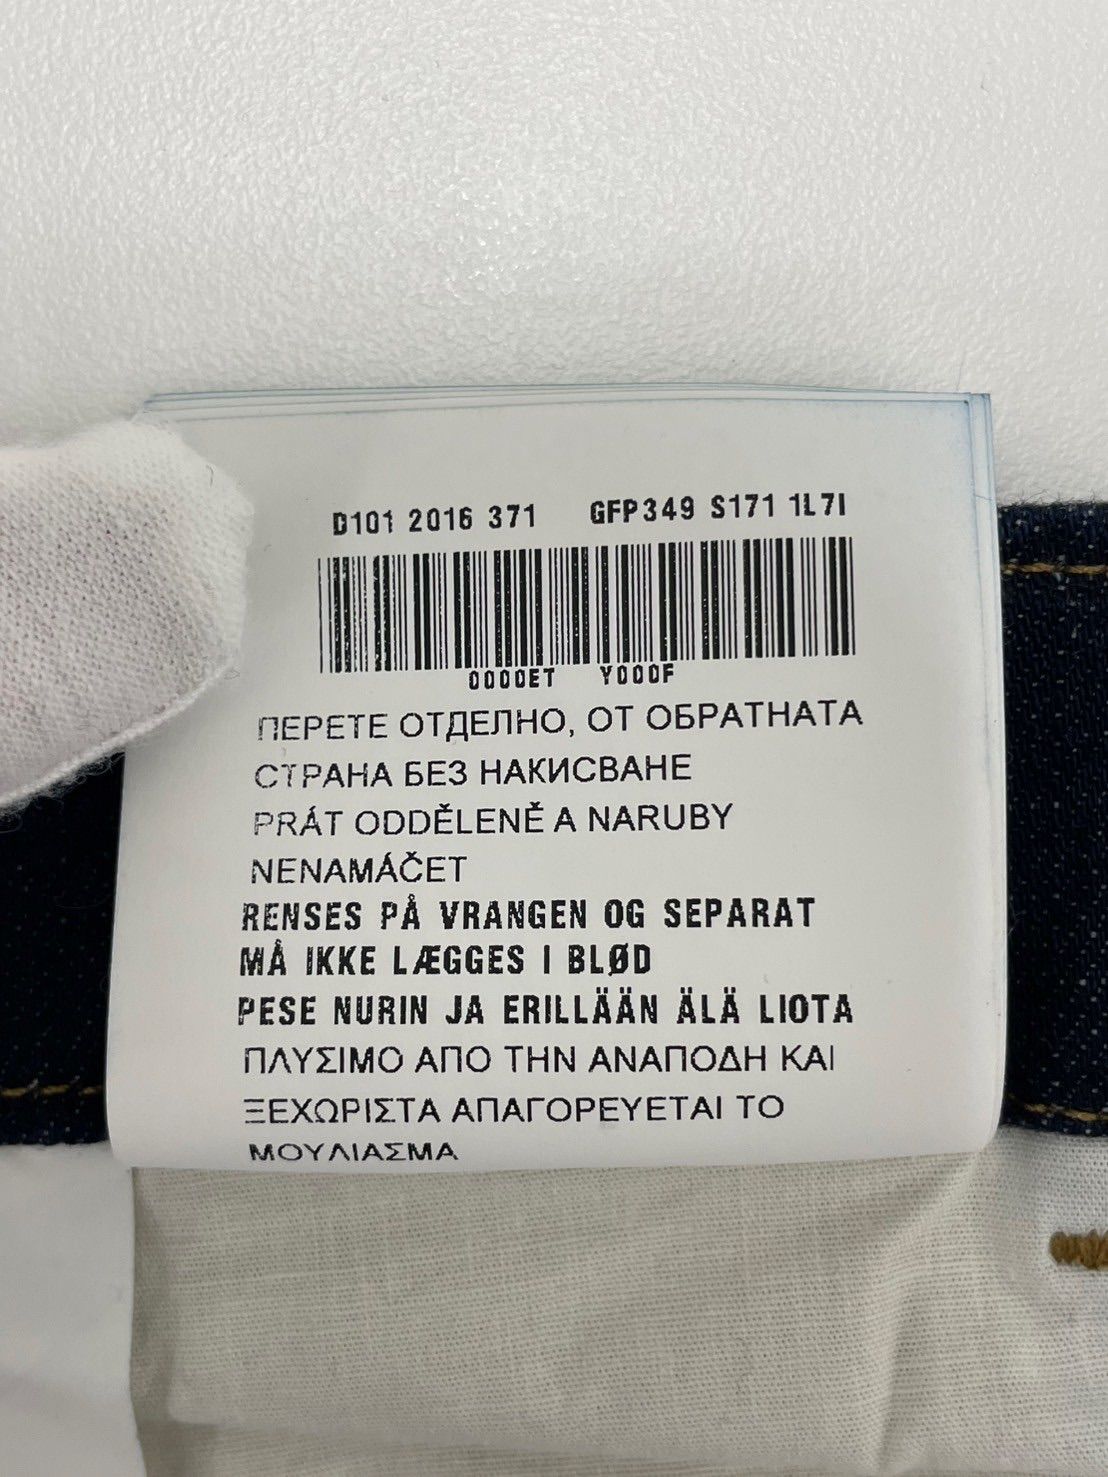 D101 2016 371 GFP349 S171 1L7I
0000ET Y000F
ПЕРЕТЕ ОТДЕЛНО, ОТ ОБРАТНАТА
СТРАНА БЕЗ НАКИСВАНЕ
PRÁT ODDĚLENĚ A NARUBY
NENAMÁČET
RENSES PÅ VRANGEN OG SEPARAT
MÅ IKKE LÆGGES I BLØD
PESE NURIN JA ERILLÄÄN ÄLÄ LIOTA
ΠΛΥΣΙΜΟ ΑΠΟ ΤΗΝ ΑΝΑΠΟΔΗ ΚΑΙ
ΞΕΧΩΡΙΣΤΑ ΑΠΑΓΟΡΕΥΕΤΑΙ ΤΟ
ΜΟΥΛΙΑΣΜΑ